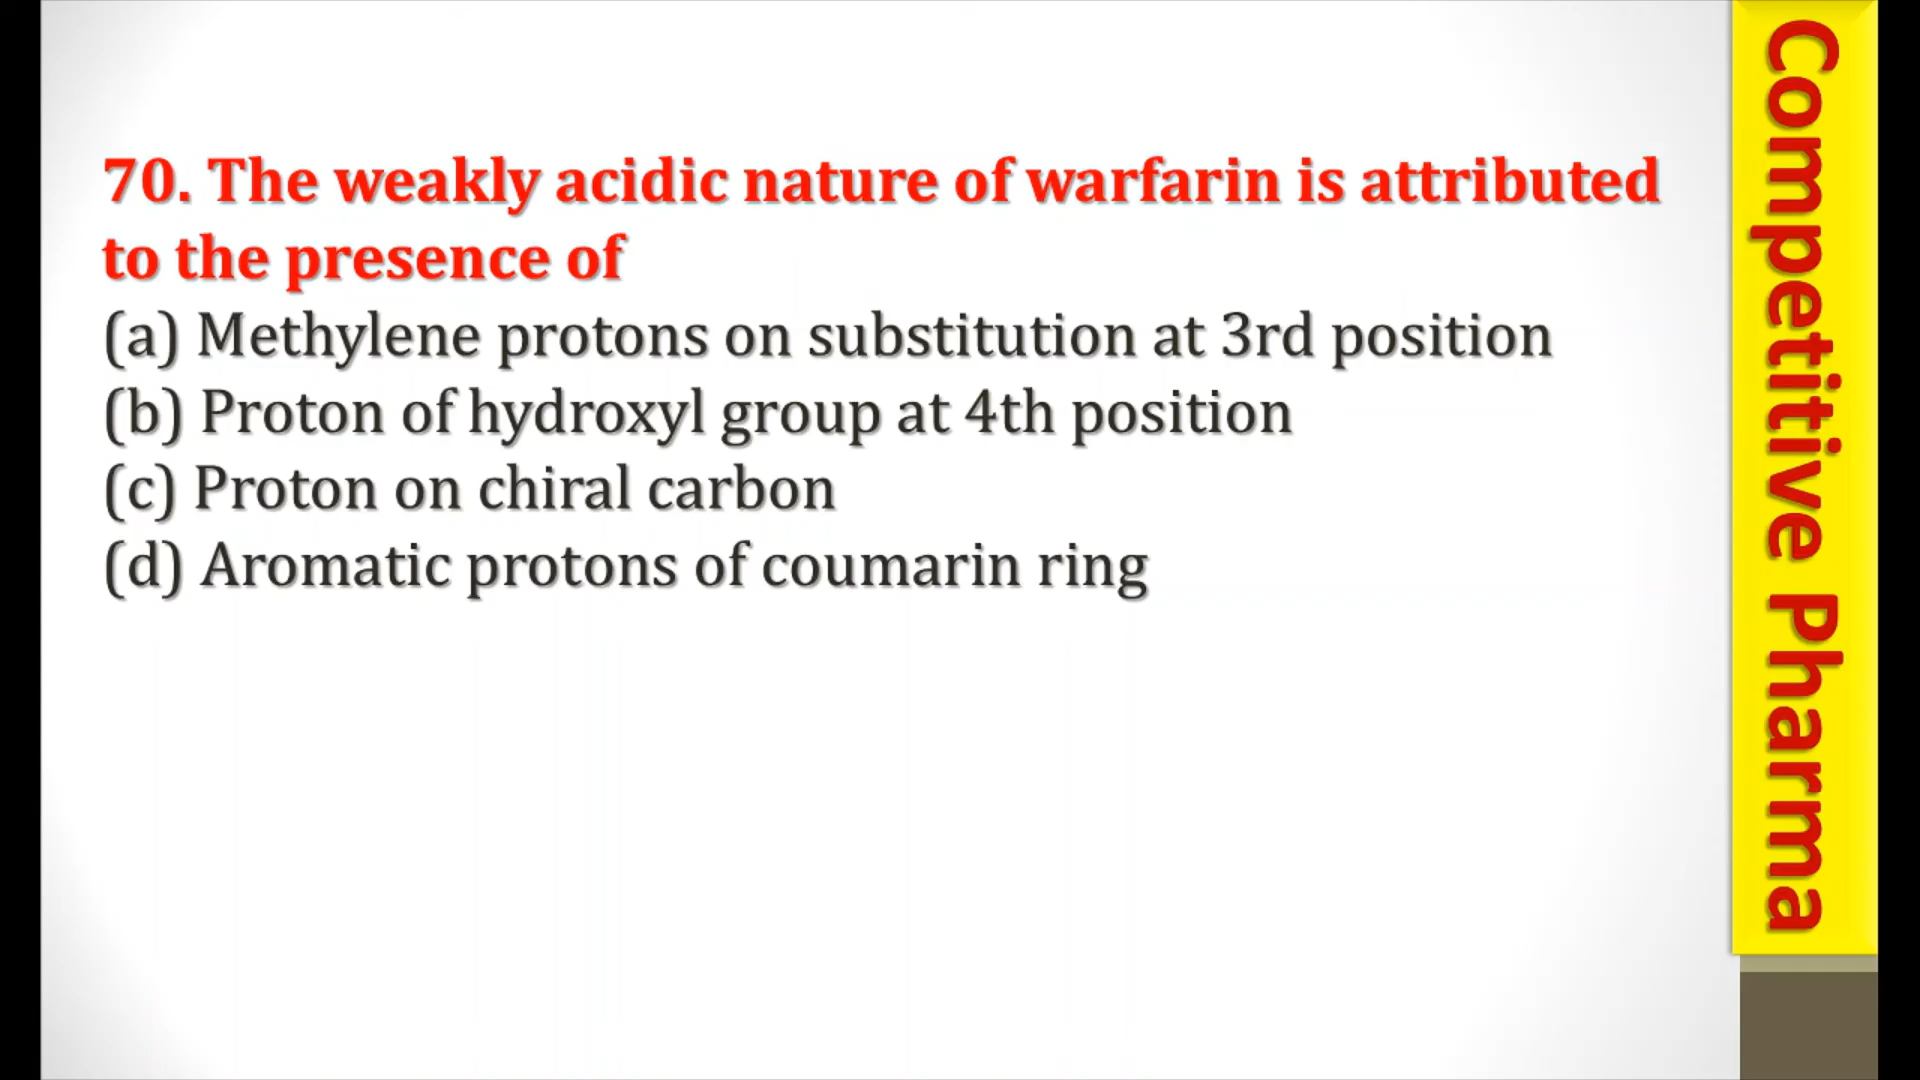 70. The weakly acidic nature of warfarin is attributed
to the presence of
(a) Methylene protons on substitution at 3rd position
(b) Proton of hydroxyl group at 4th position
(c) Proton on chiral carbon
(d) Aromatic protons of coumarin ring
Competitive Pharma